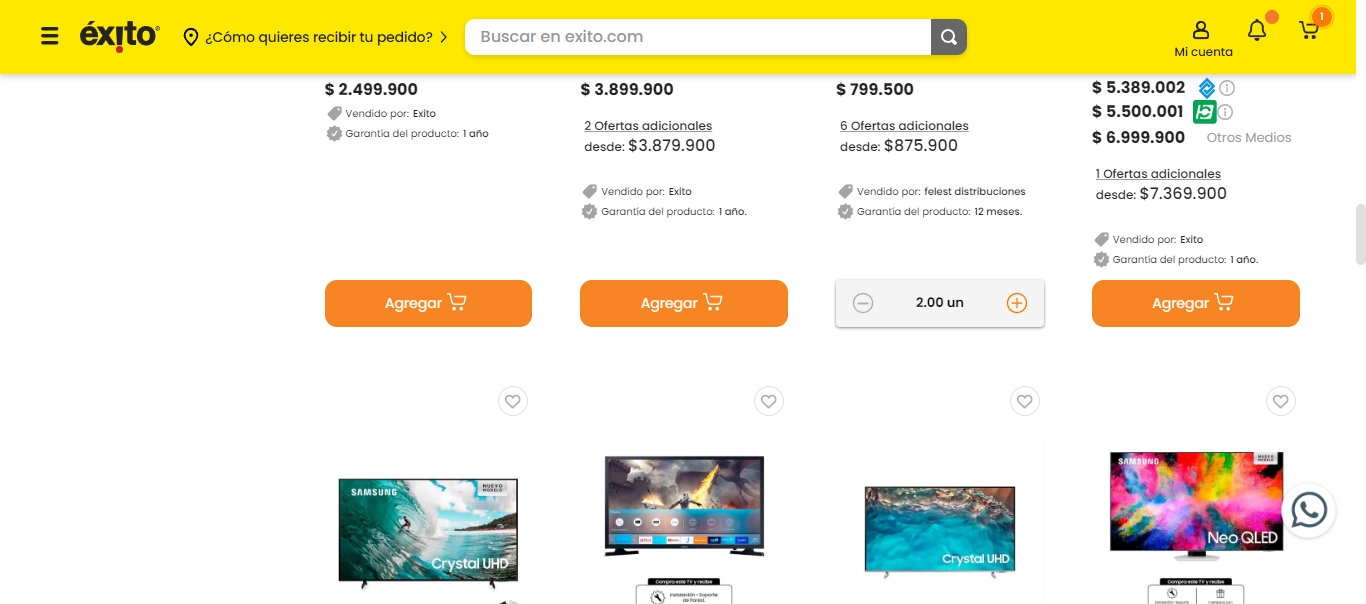 éxito
¿Cómo quieres recibir tu pedido?
Buscar en exito.com
Mi cuenta
1
$ 2.499.900
Vendido por: Exito
Garantía del producto: 1 año
$ 3.899.900
2 Ofertas adicionales
desde: $3.879.900
Vendido por: Exito
Garantía del producto: 1 año.
$ 799.500
6 Ofertas adicionales
desde: $875.900
Vendido por: felest distribuciones
Garantía del producto: 12 meses.
$ 5.389.002
$ 5.500.001
$ 6.999.900 Otros Medios
1 Ofertas adicionales
desde: $7.369.900
Vendido por: Exito
Garantía del producto: 1 año.
Agregar
Agregar
2.00 un
Agregar
SAMSUNG
NUEVO
MODELO
Crystal UHD
Compra este TV y recibe
Instalación + Soporte
de Pared.
Crystal UHD
SAMSUNG
NUEVO
MODELO
Neo QLED
Compra este TV y recibe